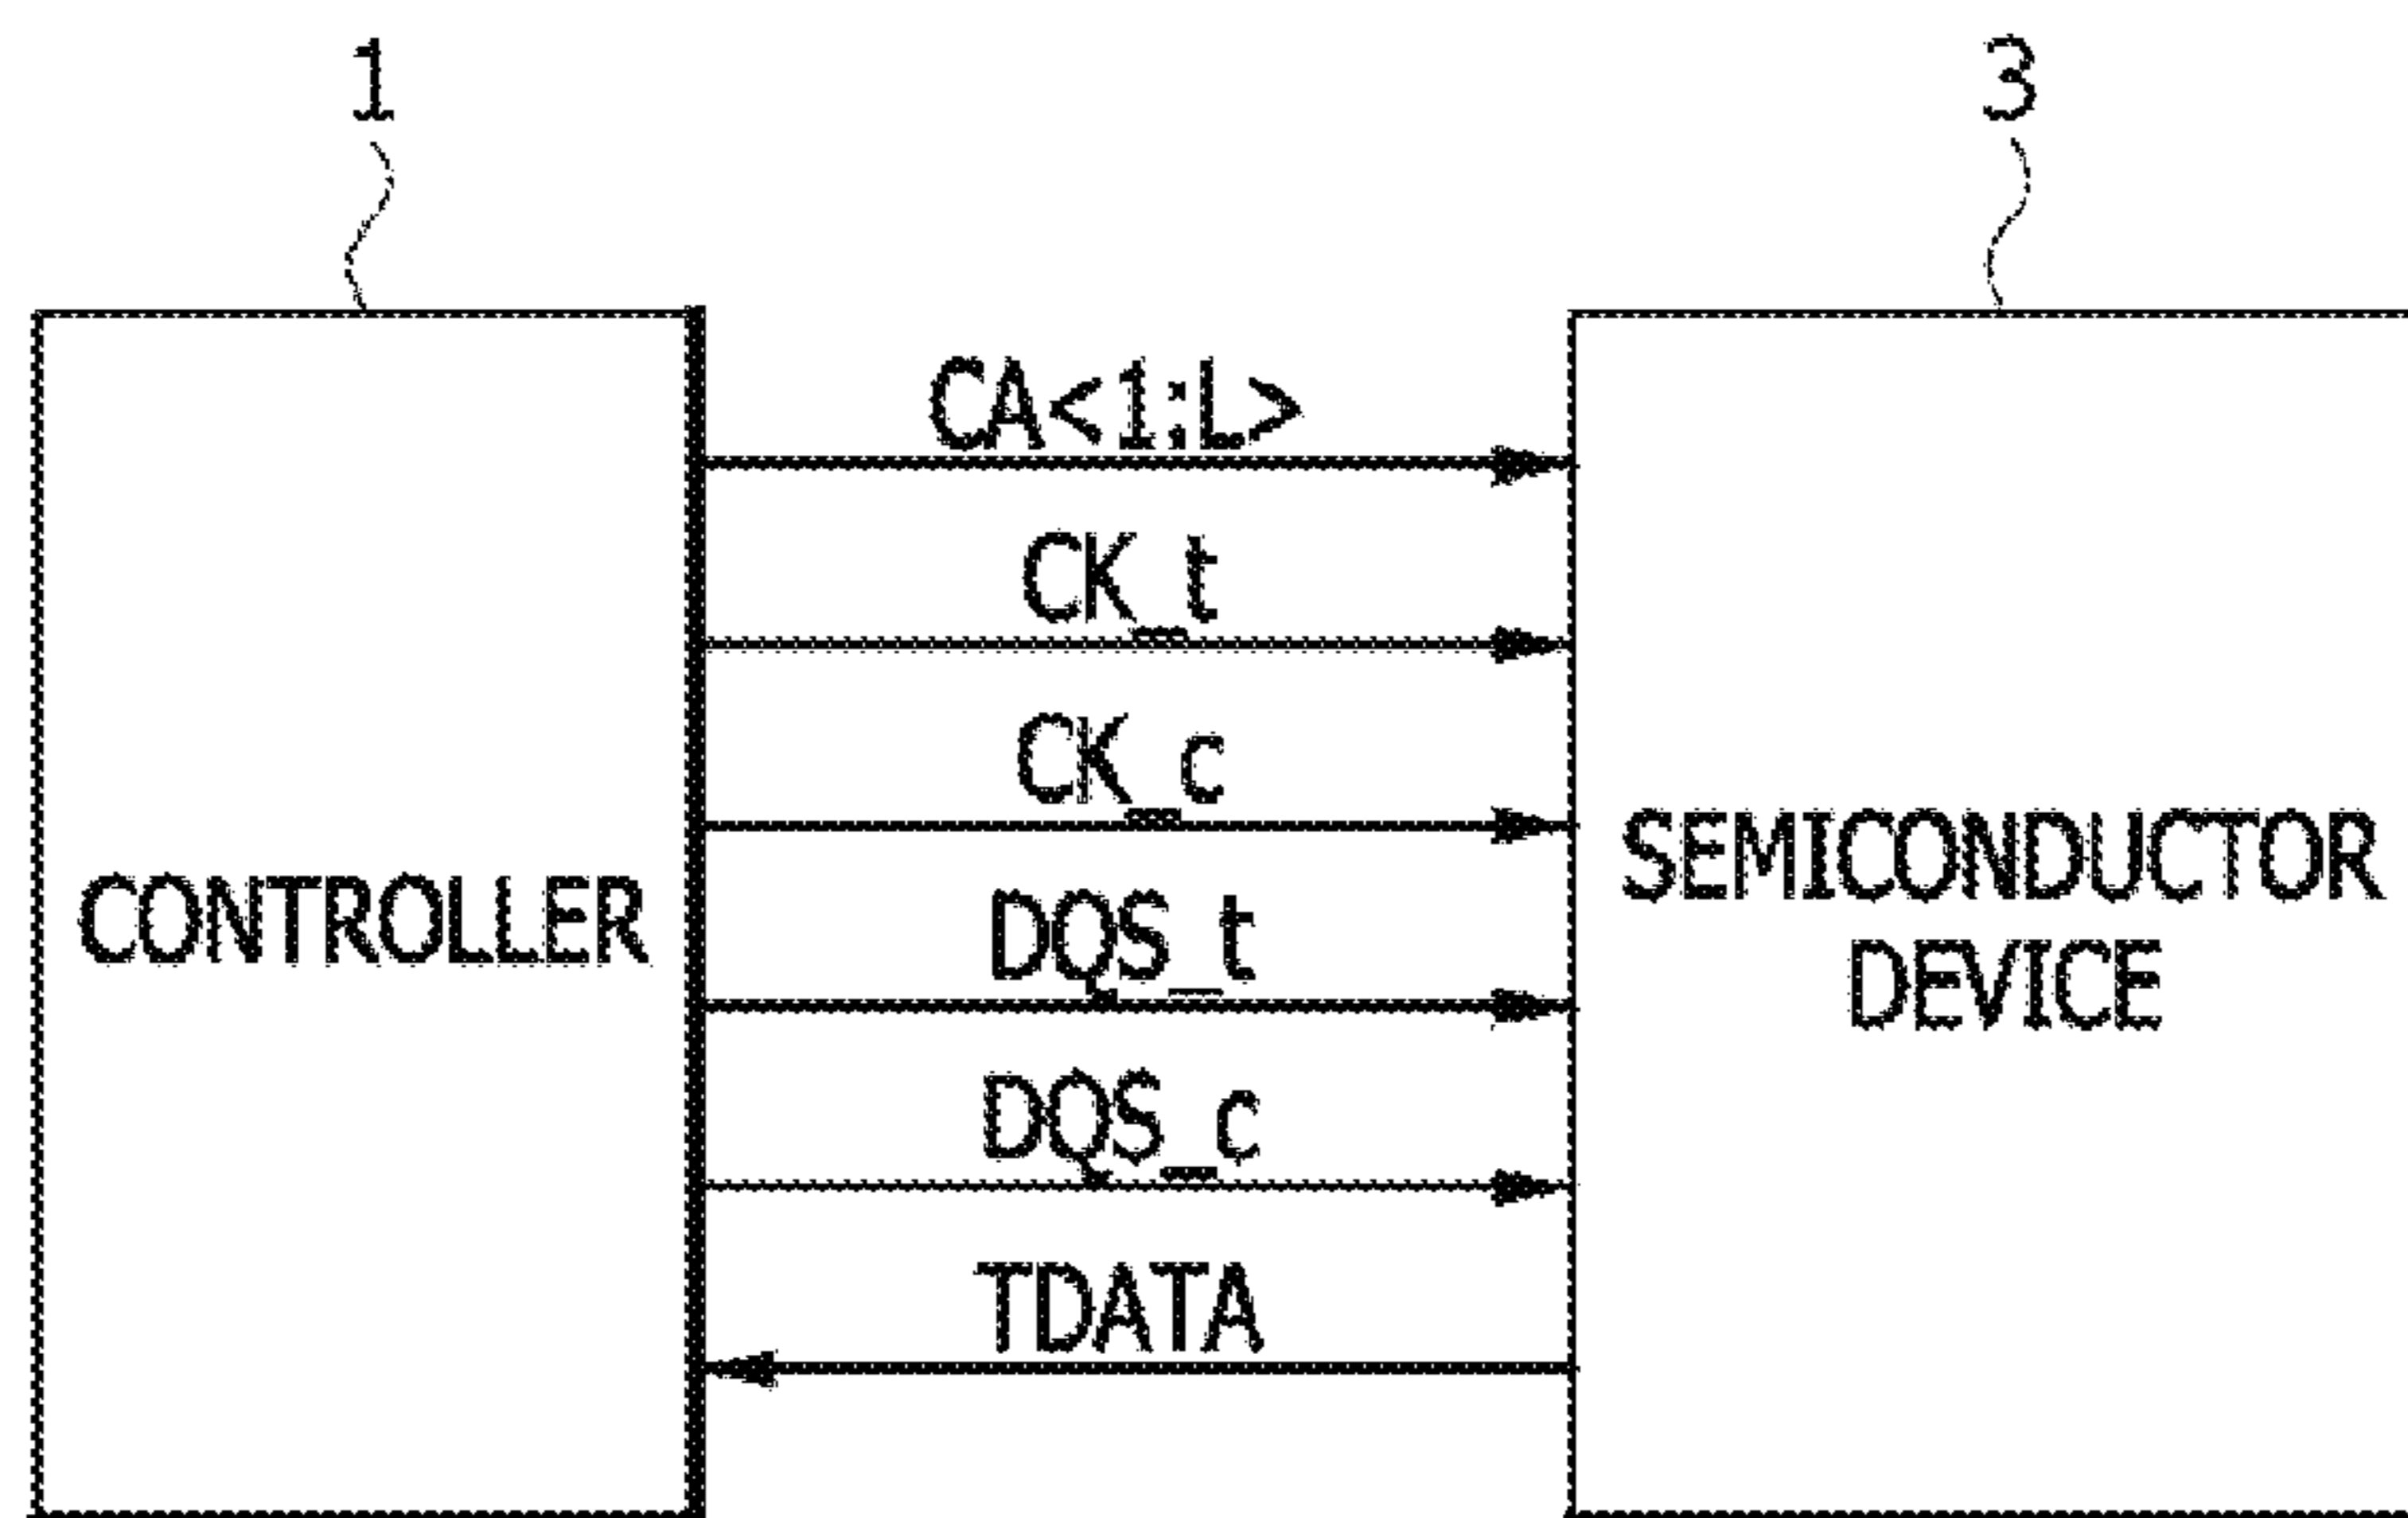 1
3
CA<1:L>
CK_t
CK_c
DQS_t
DQS_c
TDATA
CONTROLLER
SEMICONDUCTOR
DEVICE